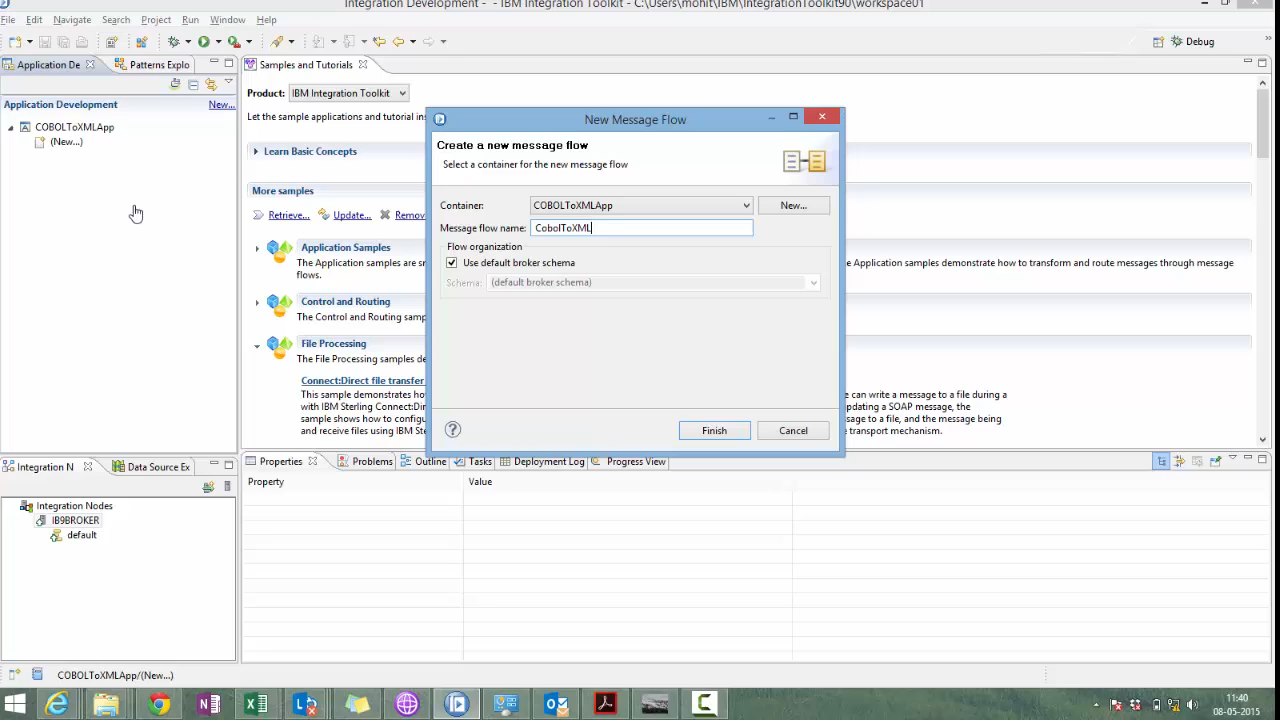 Integration Development - - IBM Integration Toolkit - C:\Users\mohit\IBM\IntegrationToolkit90\workspace01
File Edit Navigate Search Project Run Window Help
Debug
Application De
Patterns Explo
Samples and Tutorials
Application Development New...
COBOLToXMLApp
(New...)
Product: IBM Integration Toolkit
Let the sample applications and tutorial ins
Learn Basic Concepts
More samples
Retrieve... Update... Remov
Application Samples
The Application samples are sm
he Application samples demonstrate how to transform and route messages through message
flows.
Control and Routing
The Control and Routing samp
File Processing
The File Processing samples de
Connect:Direct file transfer
This sample demonstrates ho
e can write a message to a file during a
with IBM Sterling Connect:Dir
updating a SOAP message, the
sample shows how to configu
essage to a file, and the message being
and receive files using IBM Ste
e transport mechanism.
New Message Flow
Create a new message flow
Select a container for the new message flow
Container: COBOLToXMLApp New...
Message flow name: CobolToXML
Flow organization
Use default broker schema
Schema: (default broker schema)
Finish Cancel
Integration N
Data Source Ex
Integration Nodes
IB9BROKER
default
Properties Problems Outline Tasks Deployment Log Progress View
Property Value
COBOLToXMLApp/(New...)
11:40
08-05-2015